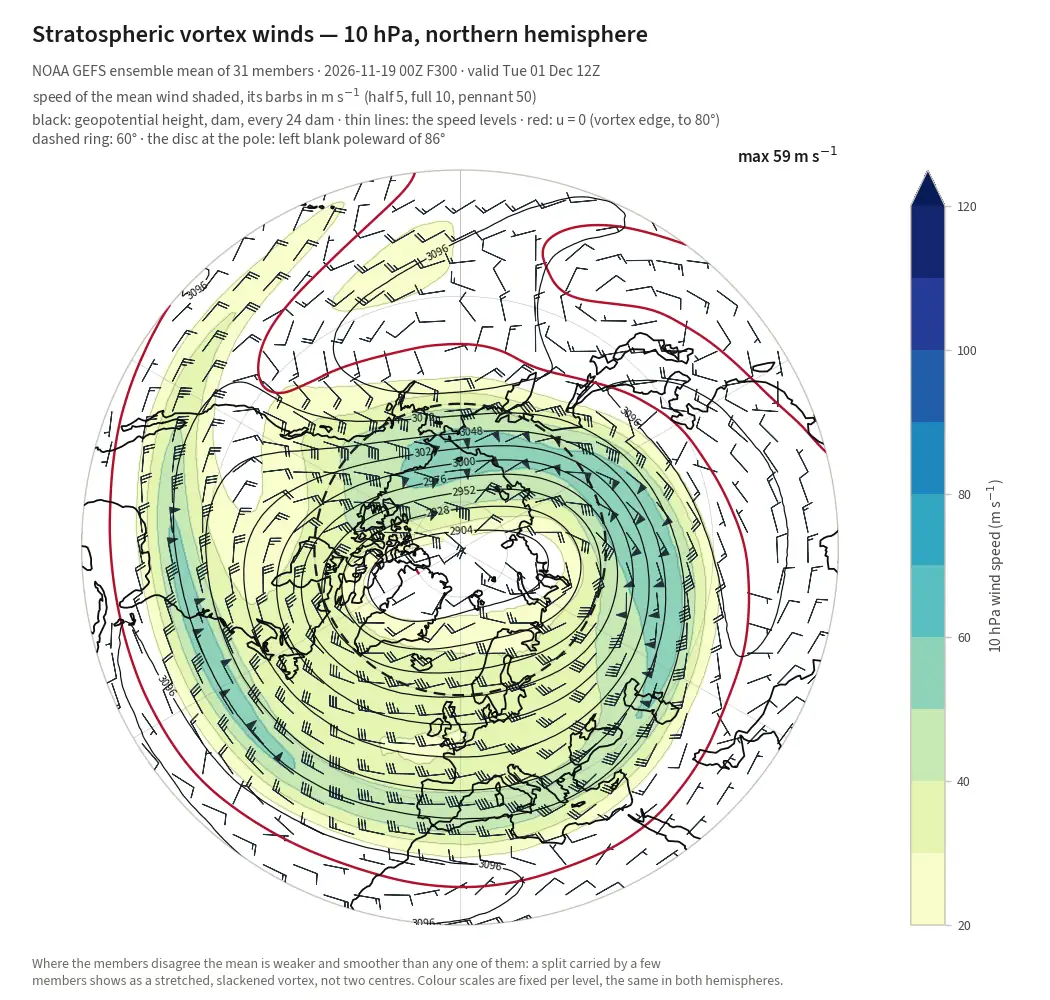 Stratospheric vortex winds — 10 hPa, northern hemisphere
NOAA GEFS ensemble mean of 31 members · 2026-11-19 00Z F300 · valid Tue 01 Dec 12Z
speed of the mean wind shaded, its barbs in m s⁻¹ (half 5, full 10, pennant 50)
black: geopotential height, dam, every 24 dam · thin lines: the speed levels · red: u = 0 (vortex edge, to 80°)
dashed ring: 60° · the disc at the pole: left blank poleward of 86°
max 59 m s⁻¹
120
100
80
60
40
20
10 hPa wind speed (m s⁻¹)
3096
3096
3096
3048
3000
2976
2952
2928
2904
3096
3096
3096
Where the members disagree the mean is weaker and smoother than any one of them: a split carried by a few
members shows as a stretched, slackened vortex, not two centres. Colour scales are fixed per level, the same in both hemispheres.